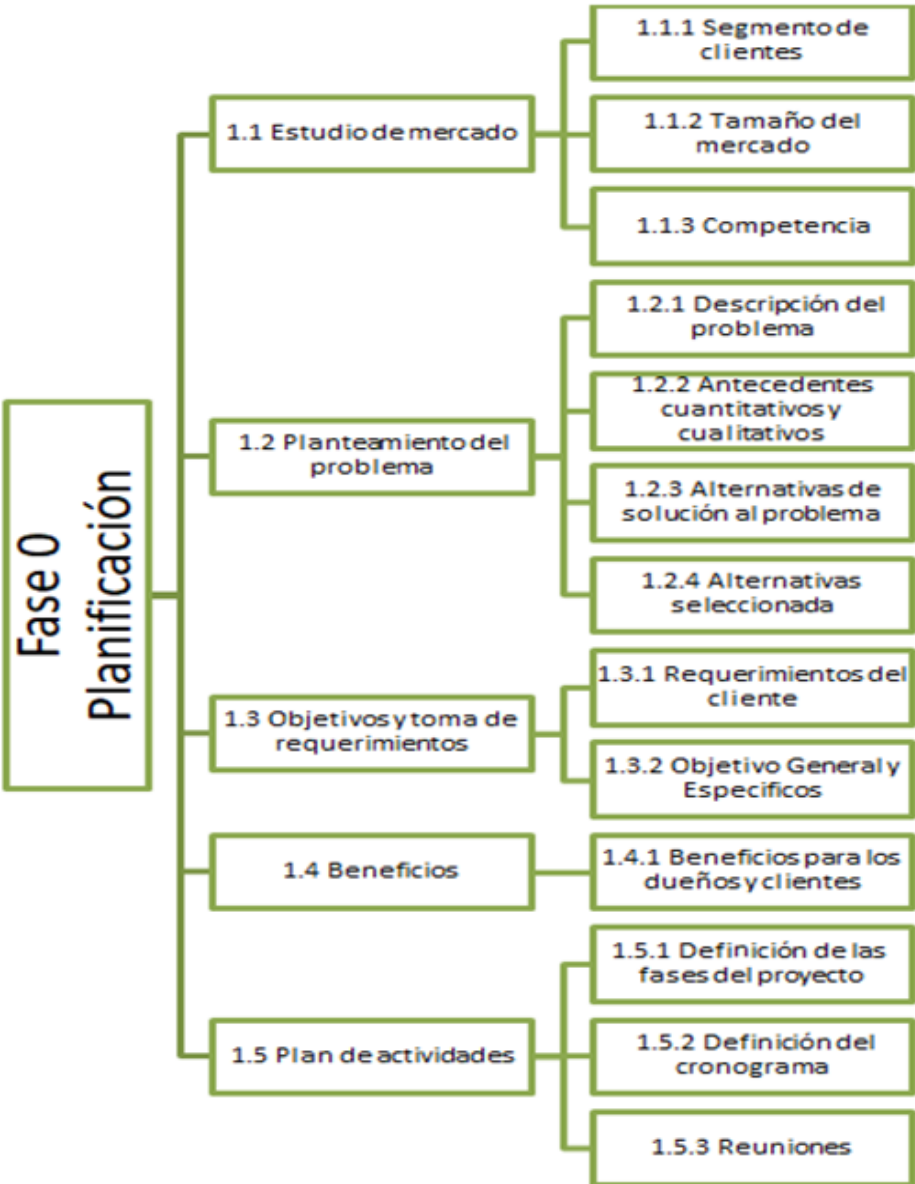 Fase 0
Planificación
1.1 Estudio de mercado
1.1.1 Segmento de
clientes
1.1.2 Tamaño del
mercado
1.1.3 Competencia
1.2 Planteamiento del
problema
1.2.1 Descripción del
problema
1.2.2 Antecedentes
cuantitativos y
cualitativos
1.2.3 Alternativas de
solución al problema
1.2.4 Alternativas
seleccionada
1.3 Objetivos y toma de
requerimientos
1.3.1 Requerimientos del
cliente
1.3.2 Objetivo General y
Especificos
1.4 Beneficios
1.4.1 Beneficios para los
dueños y clientes
1.5 Plan de actividades
1.5.1 Definición de las
fases del proyecto
1.5.2 Definición del
cronograma
1.5.3 Reuniones